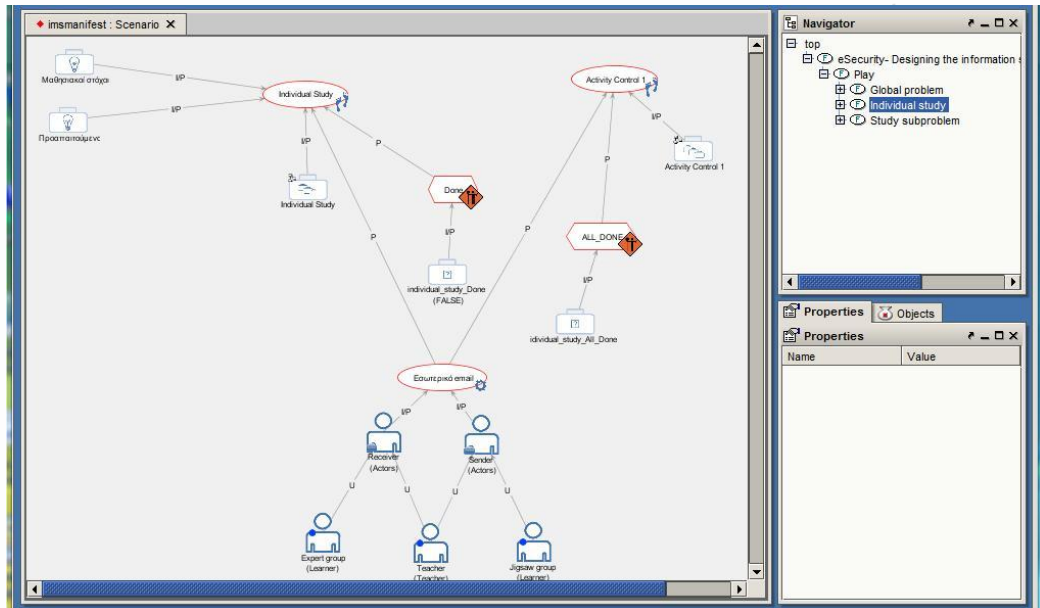 imsmanifest : Scenario
Μαθησιακοί στόχοι
I/P
Προαπαιτούμενο
I/P
Individual Study
I/P
Individual Study
P
Done
I/P
individual_study_Done
(FALSE)
P
Activity Control 1
I/P
Activity Control 1
P
ALL_DONE
I/P
idividual_study_All_Done
P
Εσωτερικό email
I/P
I/P
Receiver
(Actors)
Sender
(Actors)
U
U
U
U
Expert group
(Learner)
Teacher
(Teacher)
Jigsaw group
(Learner)
Navigator
top
eSecurity- Designing the information
Play
Global problem
Individual study
Study subproblem
Properties
Objects
Properties
Name
Value